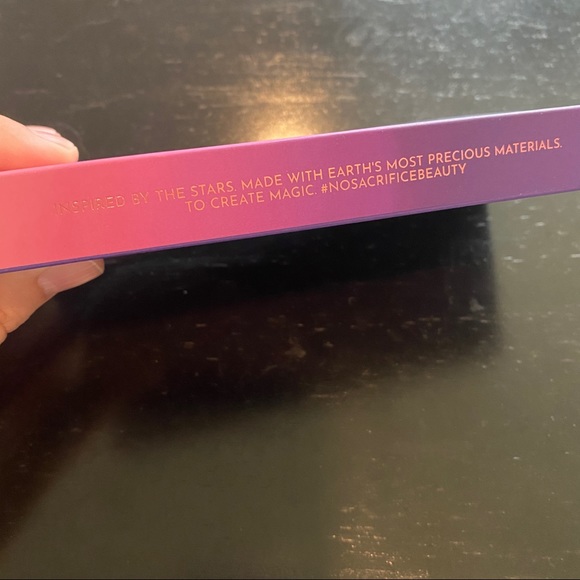 INSPIRED BY THE STARS. MADE WITH EARTH'S MOST PRECIOUS MATERIALS.
TO CREATE MAGIC. #NOSACRIFICEBEAUTY